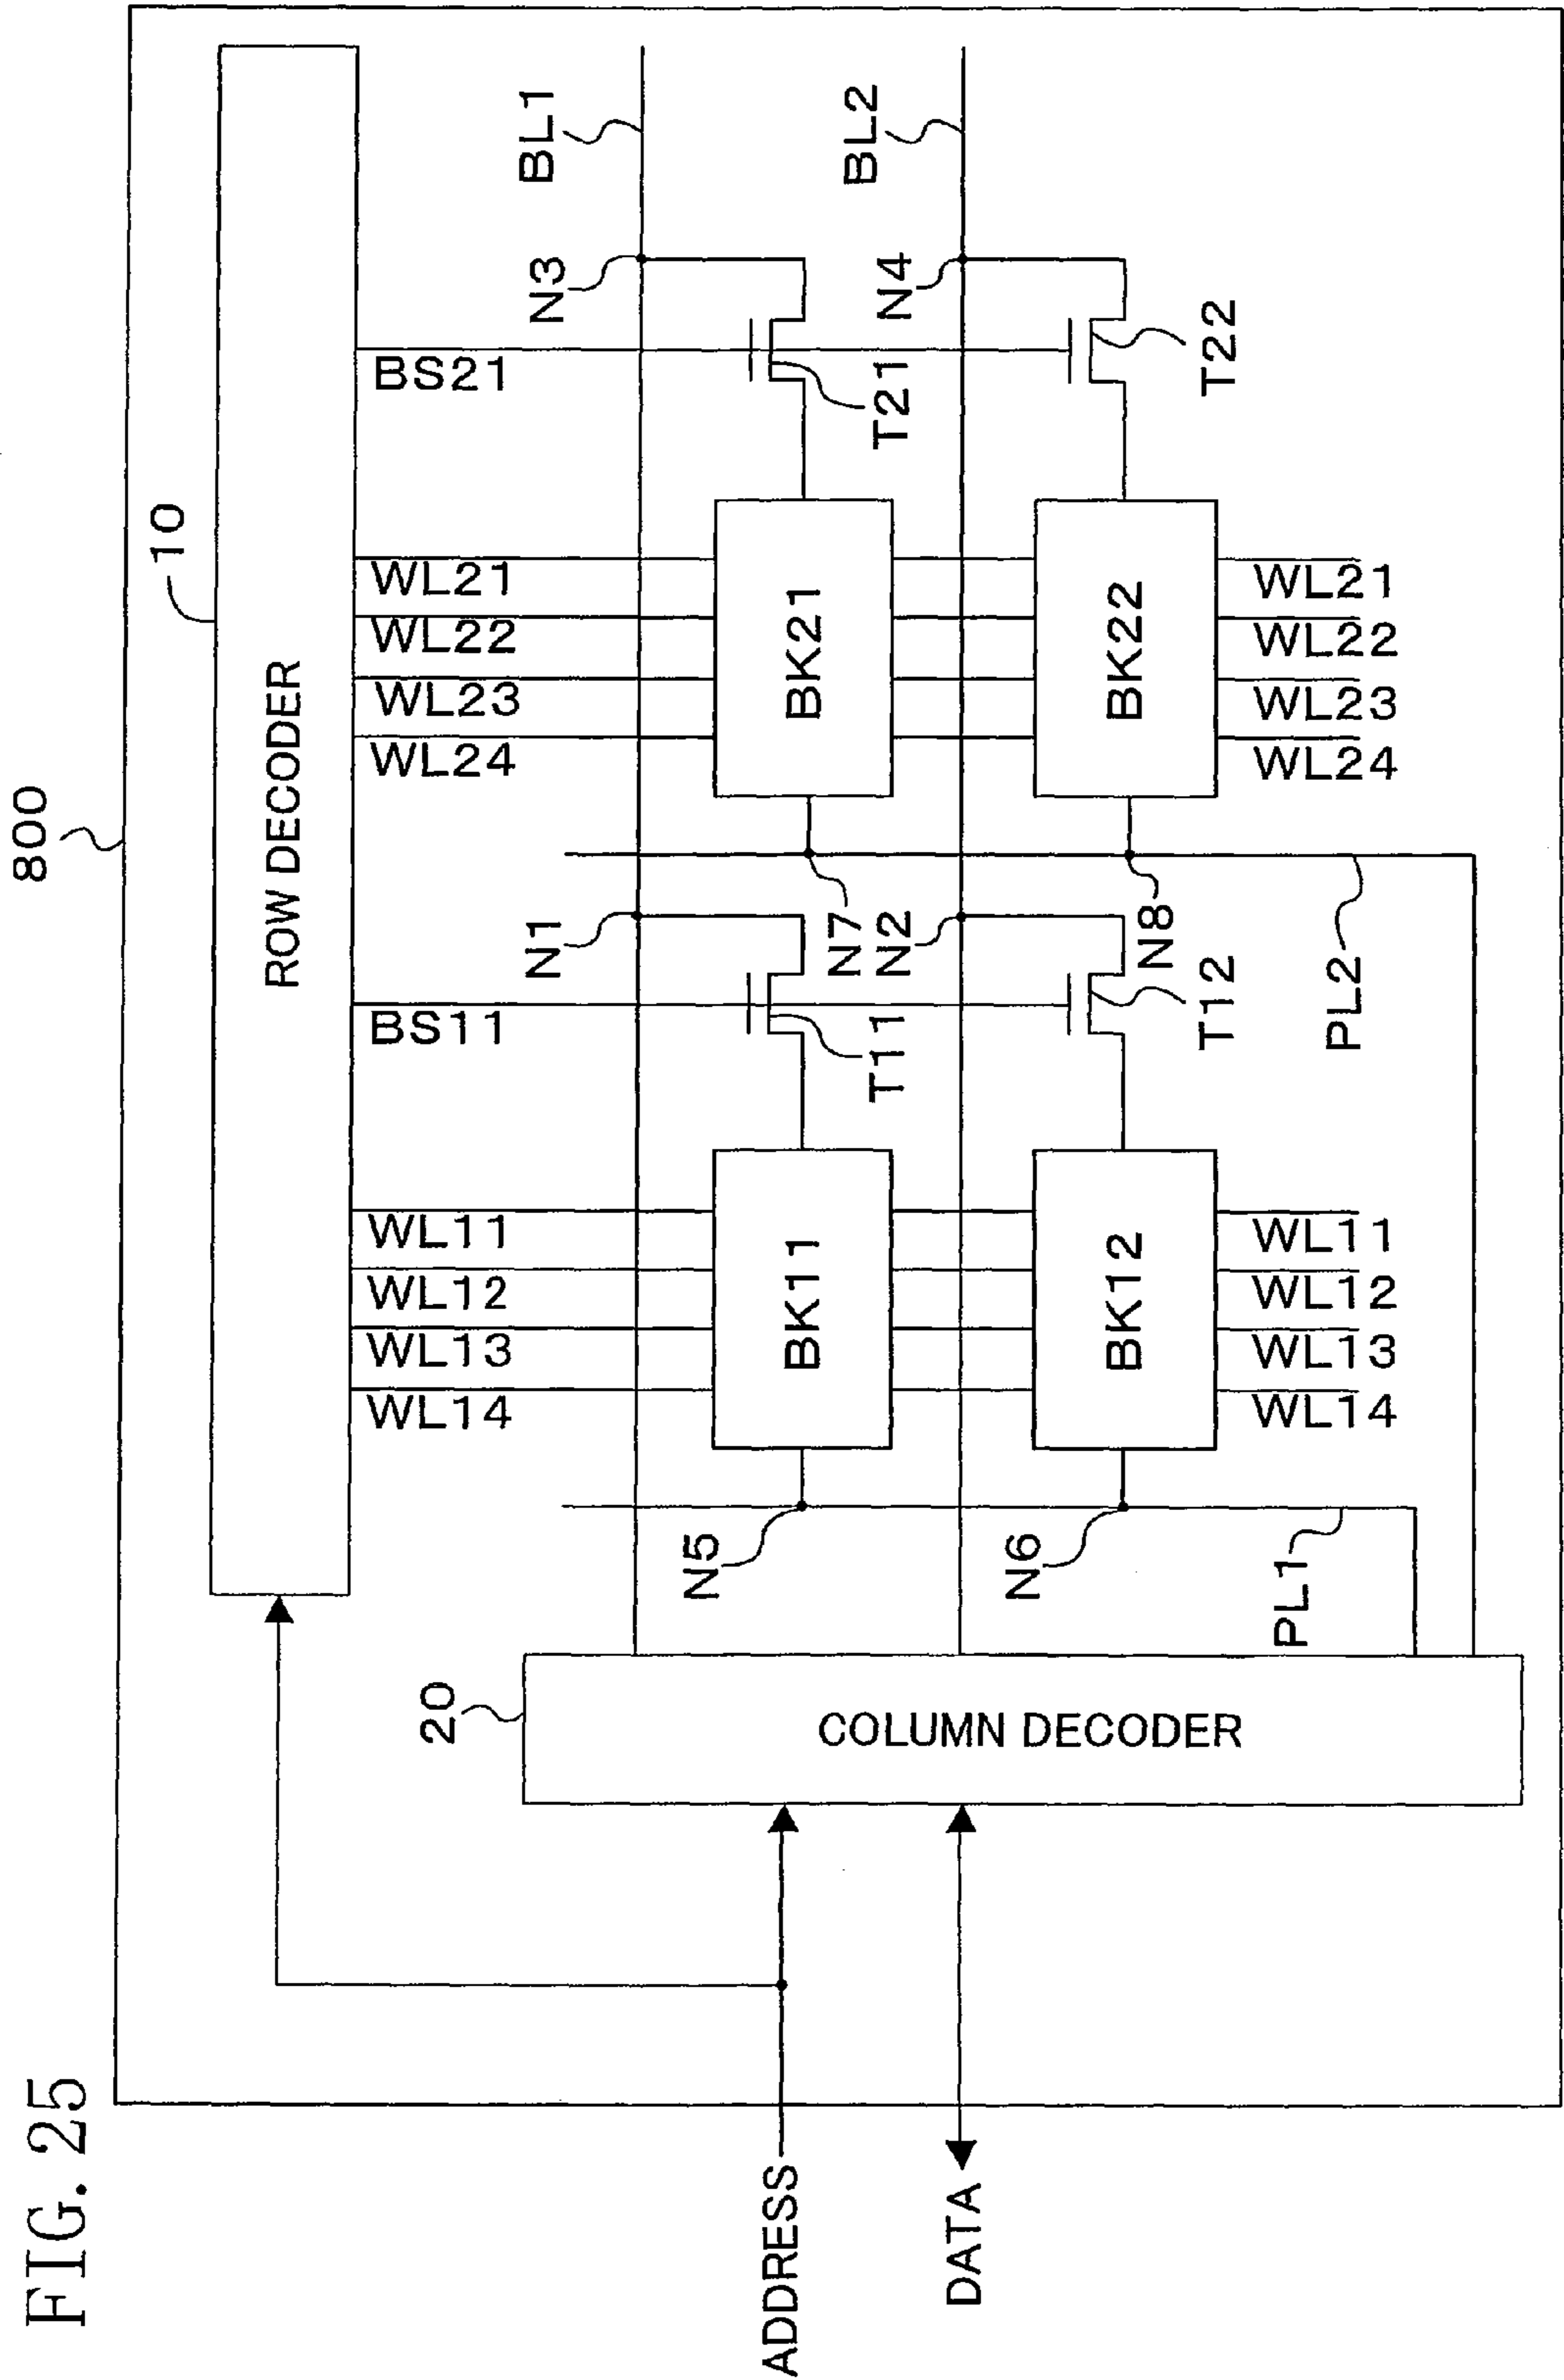 FIG. 25
800
10
ROW DECODER
BS21
WL21
WL22
WL23
WL24
BS11
WL11
WL12
WL13
WL14
BL1
BL2
N3
N4
T21
T22
BK21
BK22
WL21
WL22
WL23
WL24
N1
N7
N2
N8
T11
T12
PL2
BK11
BK12
WL11
WL12
WL13
WL14
N5
N6
PL1
20
COLUMN DECODER
ADDRESS
DATA